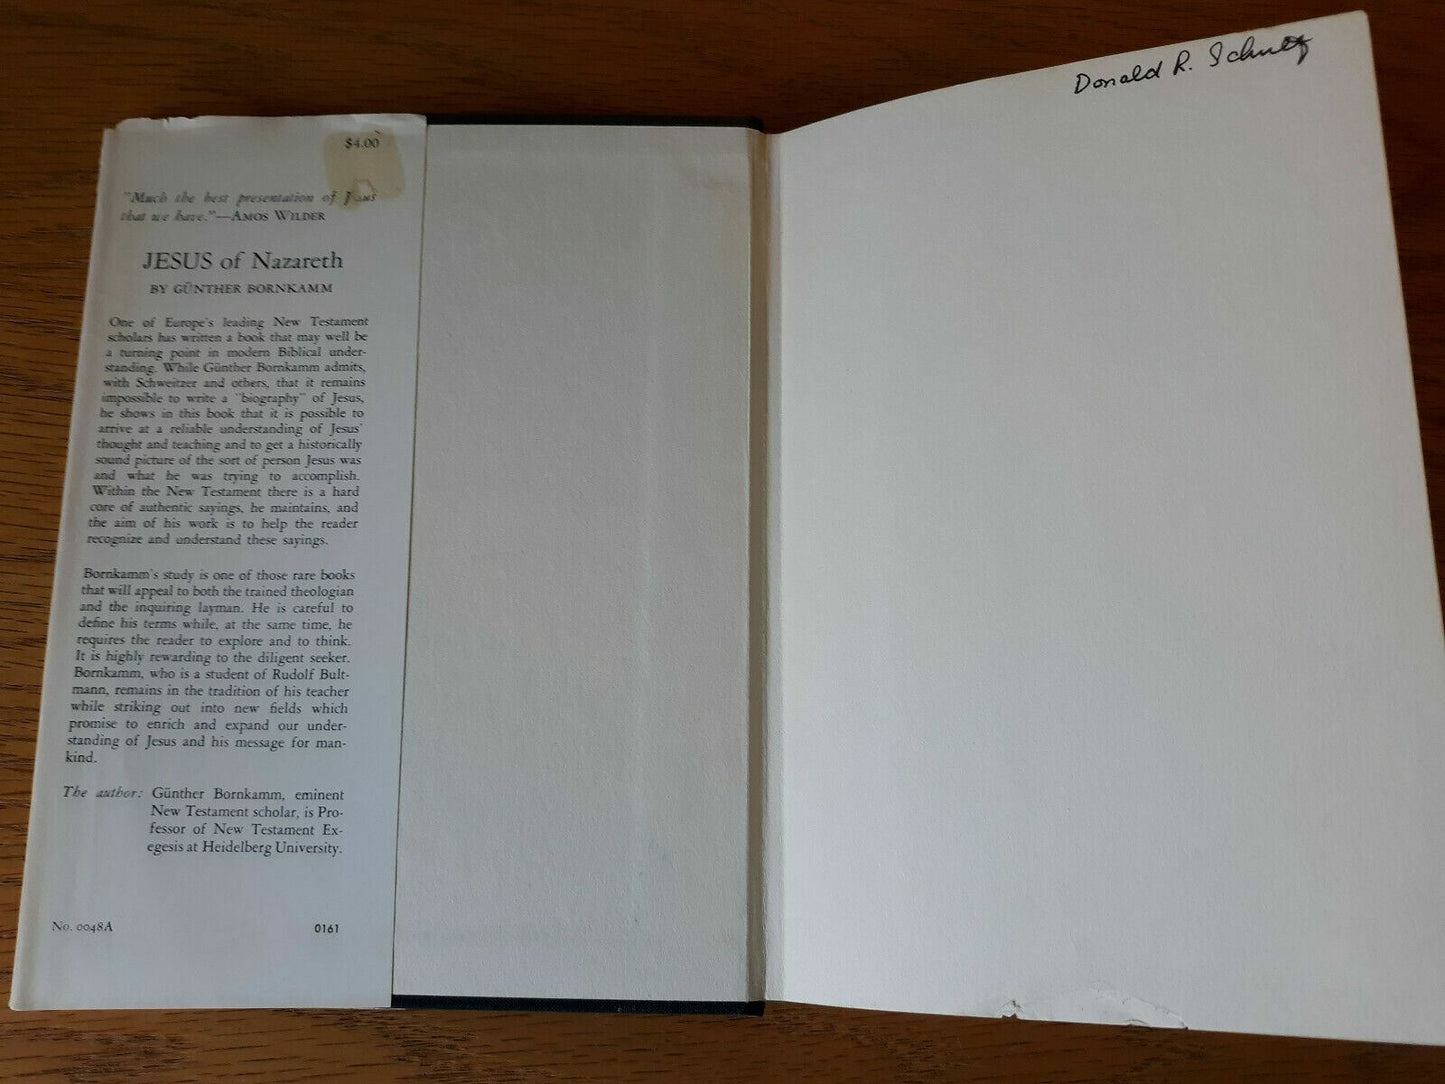 $4.00
"Much the best presentation of Jesus
that we have."—AMOS WILDER
JESUS of Nazareth
BY GÜNTHER BORNKAMM
One of Europe's leading New Testament
scholars has written a book that may well be
a turning point in modern Biblical under-
standing. While Günther Bornkamm admits,
with Schweitzer and others, that it remains
impossible to write a "biography" of Jesus,
he shows in this book that it is possible to
arrive at a reliable understanding of Jesus'
thought and teaching and to get a historically
sound picture of the sort of person Jesus was
and what he was trying to accomplish.
Within the New Testament there is a hard
core of authentic sayings, he maintains, and
the aim of his work is to help the reader
recognize and understand these sayings.
Bornkamm's study is one of those rare books
that will appeal to both the trained theologian
and the inquiring layman. He is careful to
define his terms while, at the same time, he
requires the reader to explore and to think.
It is highly rewarding to the diligent seeker.
Bornkamm, who is a student of Rudolf Bult-
mann, remains in the tradition of his teacher
while striking out into new fields which
promise to enrich and expand our under-
standing of Jesus and his message for man-
kind.
The author: Günther Bornkamm, eminent
New Testament scholar, is Pro-
fessor of New Testament Ex-
egesis at Heidelberg University.
No. 0048A 0161
Donald R. Schultz